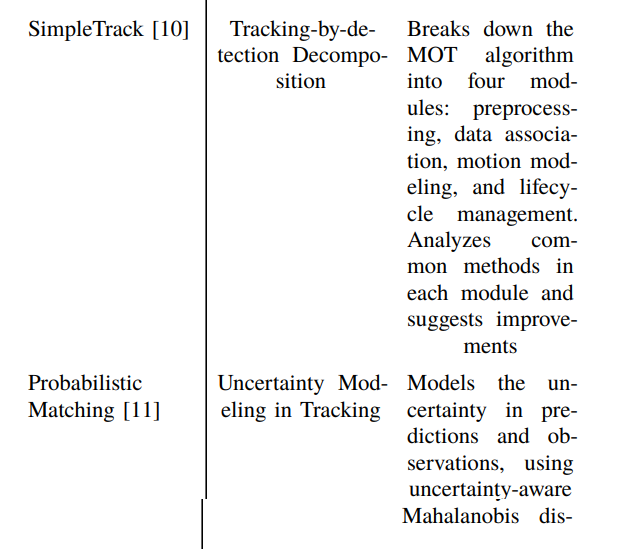 SimpleTrack [10]
Tracking-by-de-
tection Decompo-
sition
Breaks down the
MOT algorithm
into four mod-
ules: preprocess-
ing, data associa-
tion, motion mod-
eling, and lifecy-
cle management.
Analyzes com-
mon methods in
each module and
suggests improve-
ments
Probabilistic
Matching [11]
Uncertainty Mod-
eling in Tracking
Models the un-
certainty in pre-
dictions and ob-
servations, using
uncertainty-aware
Mahalanobis dis-